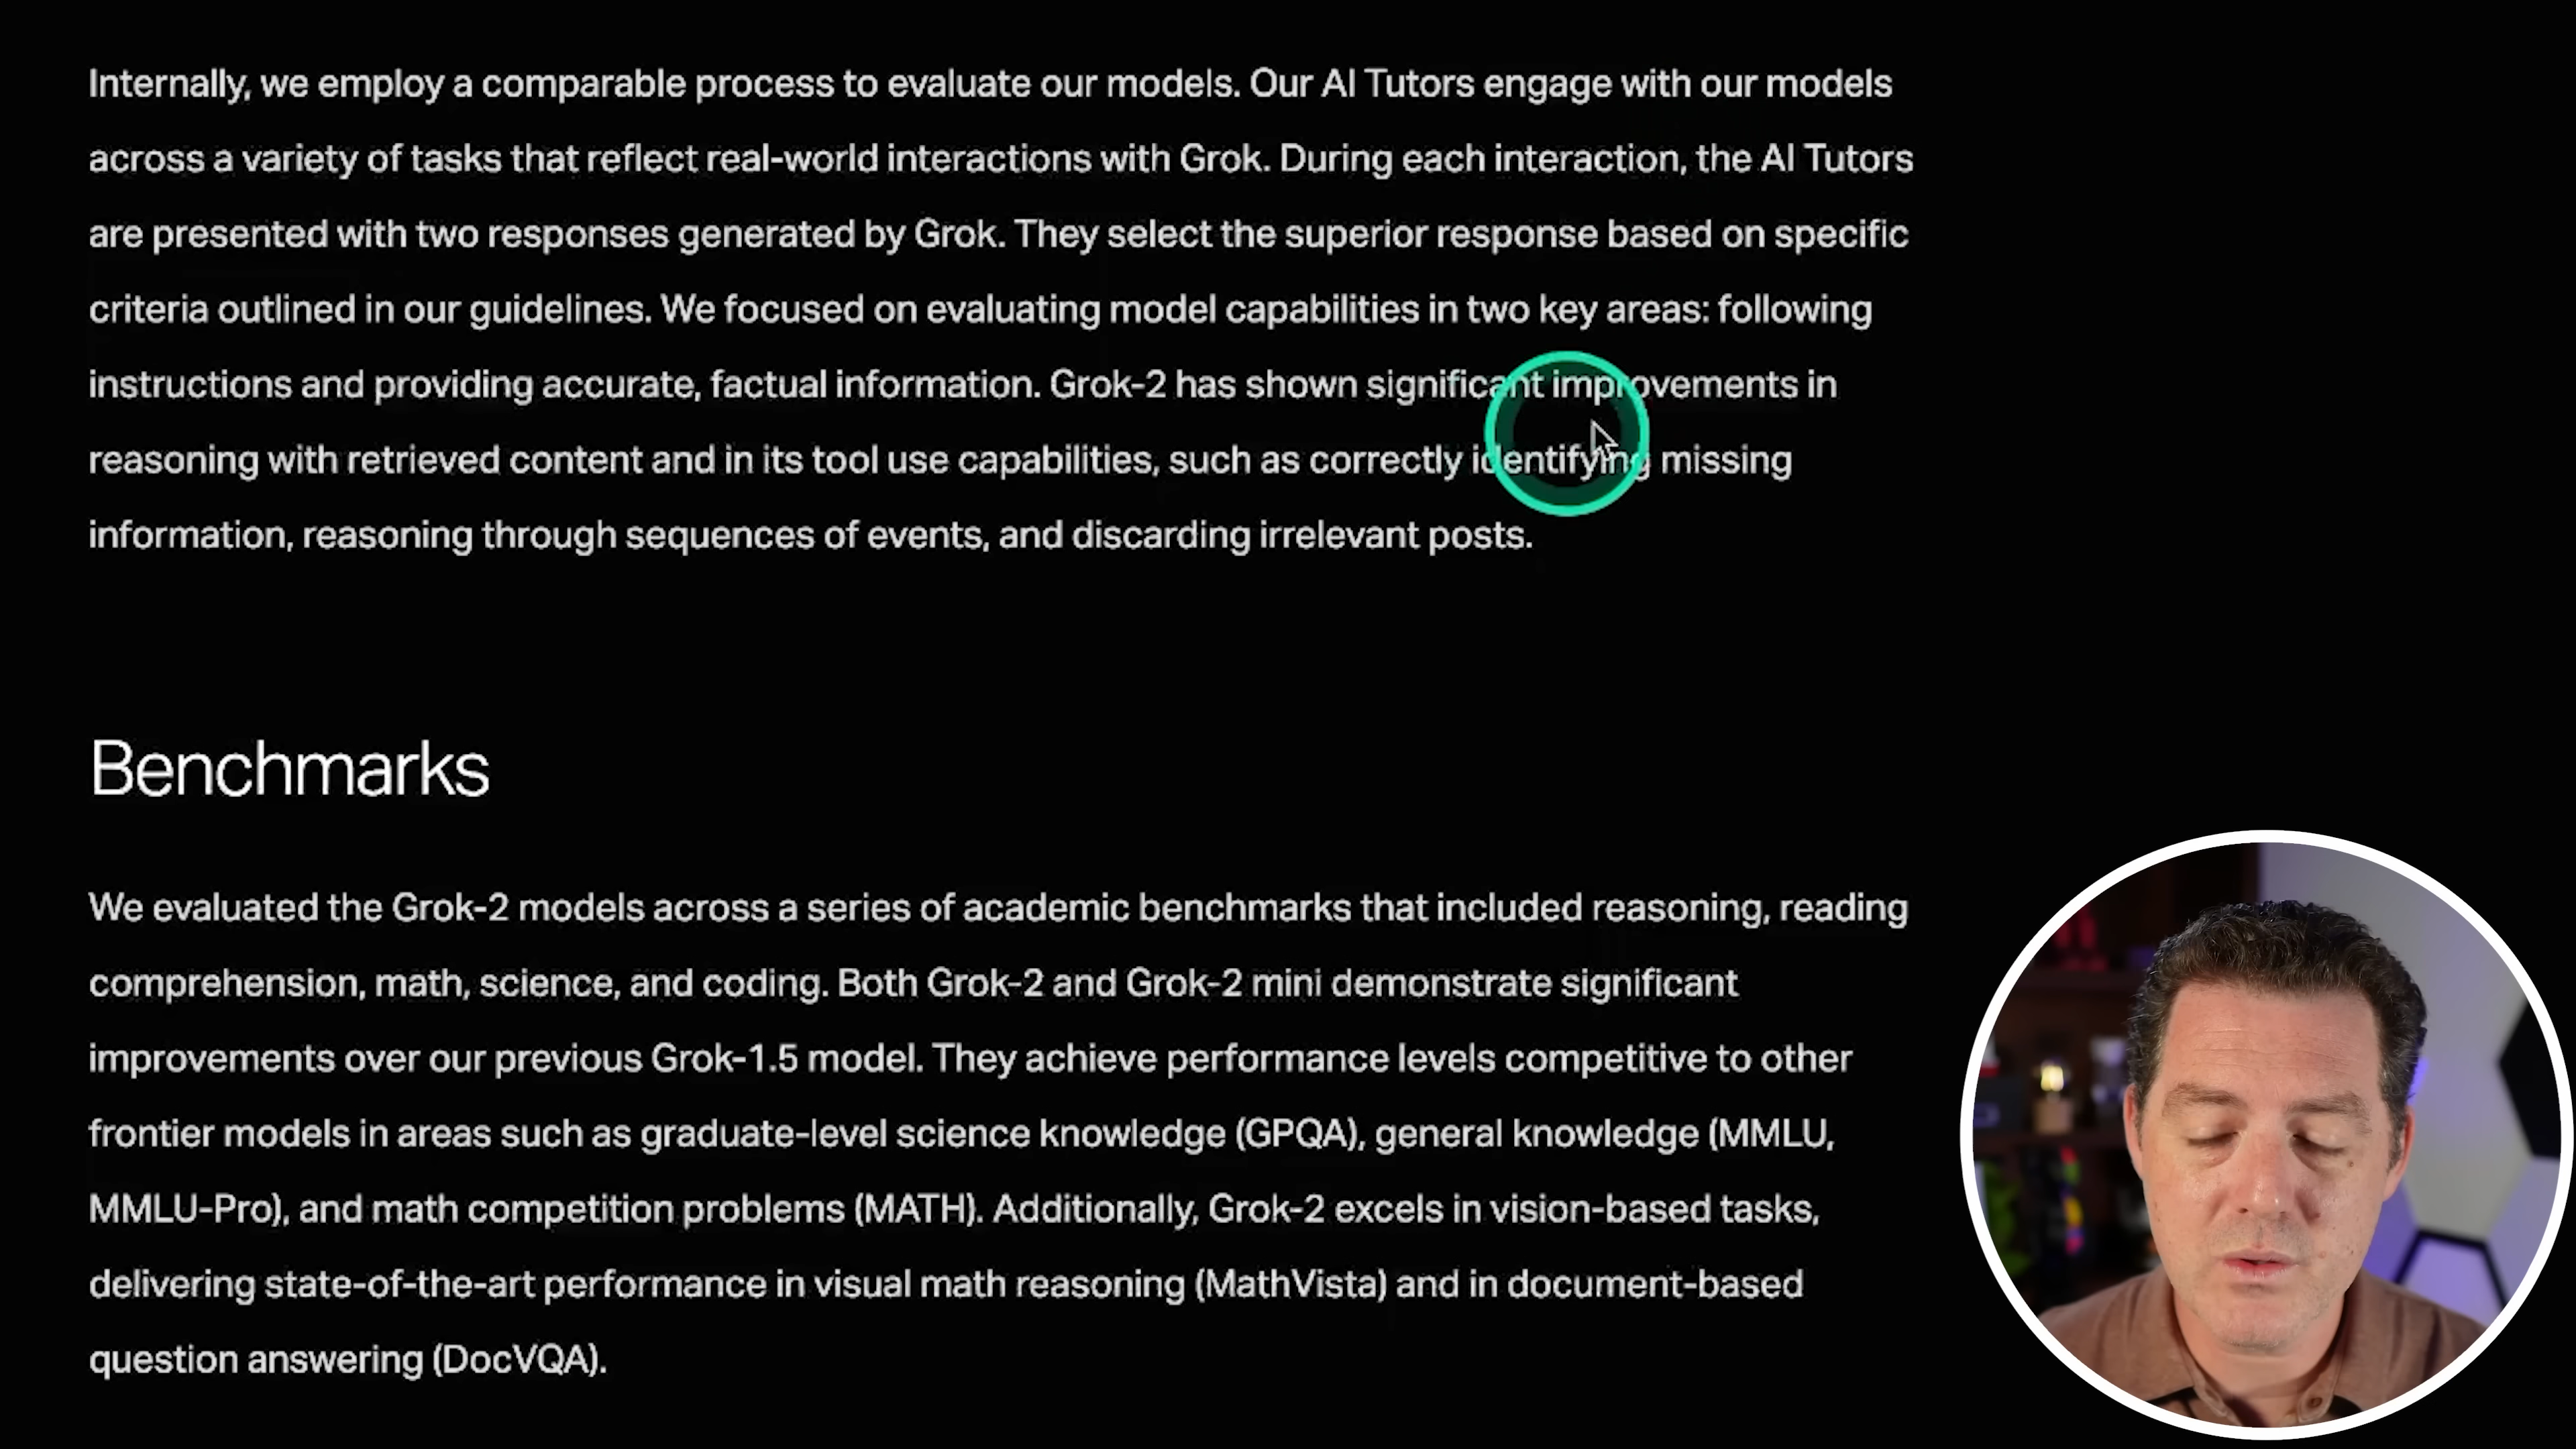 Internally, we employ a comparable process to evaluate our models. Our AI Tutors engage with our models
across a variety of tasks that reflect real-world interactions with Grok. During each interaction, the AI Tutors
are presented with two responses generated by Grok. They select the superior response based on specific
criteria outlined in our guidelines. We focused on evaluating model capabilities in two key areas: following
instructions and providing accurate, factual information. Grok-2 has shown significant improvements in
reasoning with retrieved content and in its tool use capabilities, such as correctly identifying missing
information, reasoning through sequences of events, and discarding irrelevant posts.
Benchmarks
We evaluated the Grok-2 models across a series of academic benchmarks that included reasoning, reading
comprehension, math, science, and coding. Both Grok-2 and Grok-2 mini demonstrate significant
improvements over our previous Grok-1.5 model. They achieve performance levels competitive to other
frontier models in areas such as graduate-level science knowledge (GPQA), general knowledge (MMLU,
MMLU-Pro), and math competition problems (MATH). Additionally, Grok-2 excels in vision-based tasks,
delivering state-of-the-art performance in visual math reasoning (MathVista) and in document-based
question answering (DocVQA).